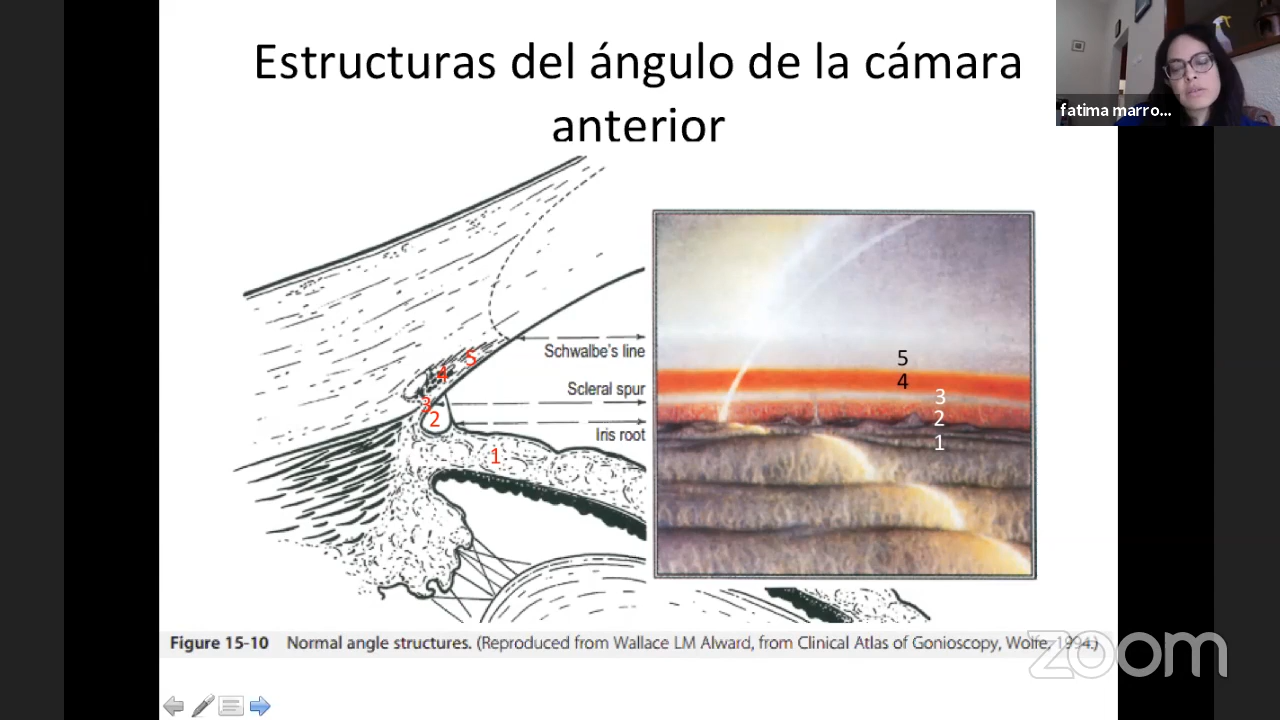 Estructuras del ángulo de la cámara
anterior
fatima marro...
Schwalbe's line
Scleral spur
Iris root
5
4
3
2
1
5
4
3
2
1
Figure 15-10 Normal angle structures. (Reproduced from Wallace LM Alward, from Clinical Atlas of Gonioscopy, Wolfe, 1994.)
zoom